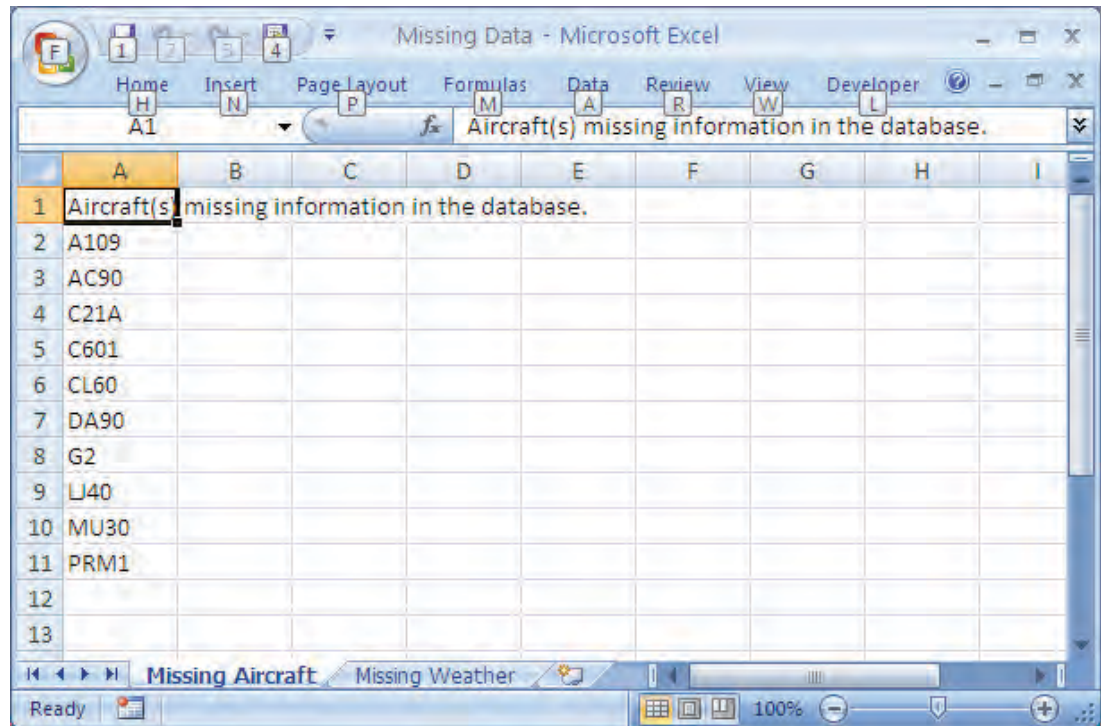 F 1 2 5 4 Missing Data - Microsoft Excel
Home Insert Page Layout Formulas Data Review View Developer
H N P M A R W L
A1 fx Aircraft(s) missing information in the database.
A B C D E F G H I
1 Aircraft(s) missing information in the database.
2 A109
3 AC90
4 C21A
5 C601
6 CL60
7 DA90
8 G2
9 LJ40
10 MU30
11 PRM1
12
13
Missing Aircraft Missing Weather
Ready 100%